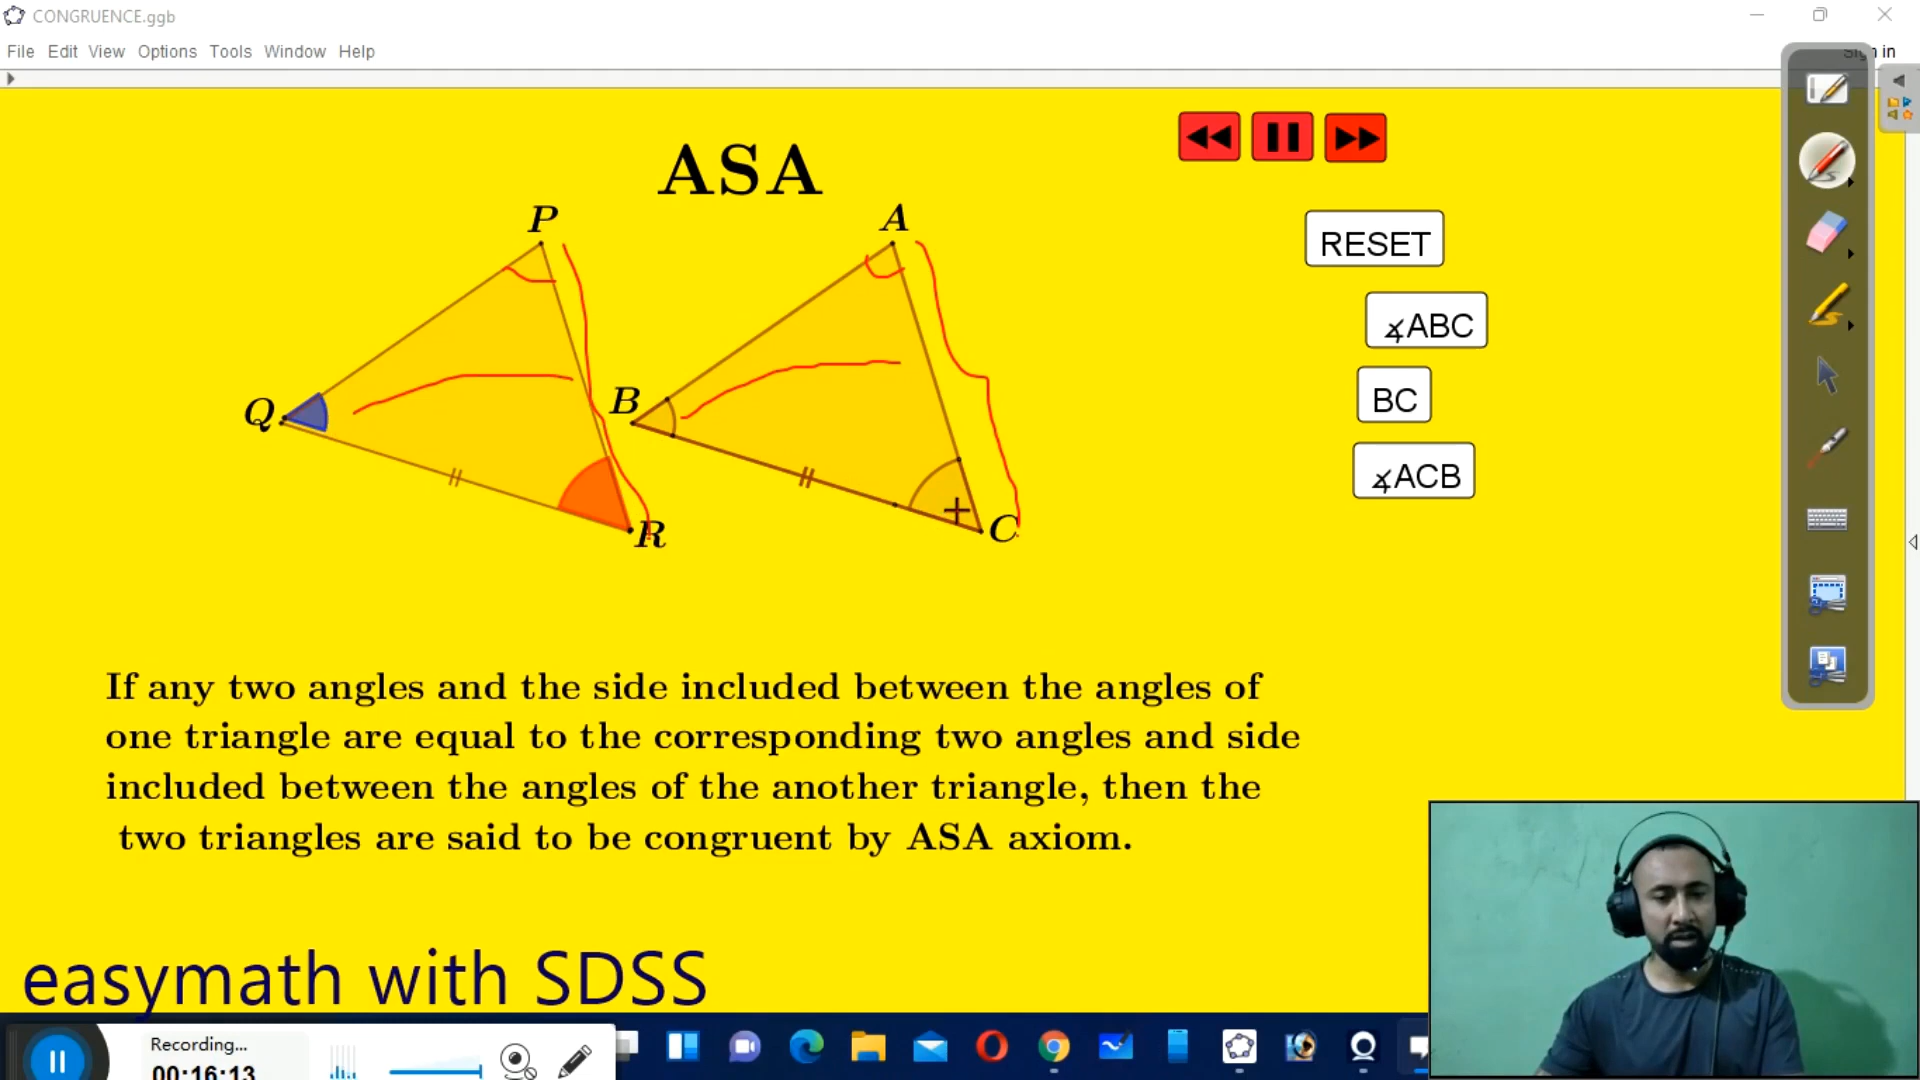 CONGRUENCE.ggb
File Edit View Options Tools Window Help
Sign in
ASA
P
A
Q
B
R
C
RESET
∡ABC
BC
∡ACB
If any two angles and the side included between the angles of
one triangle are equal to the corresponding two angles and side
included between the angles of the another triangle, then the
two triangles are said to be congruent by ASA axiom.
easymath with SDSS
Recording...
00:16:13